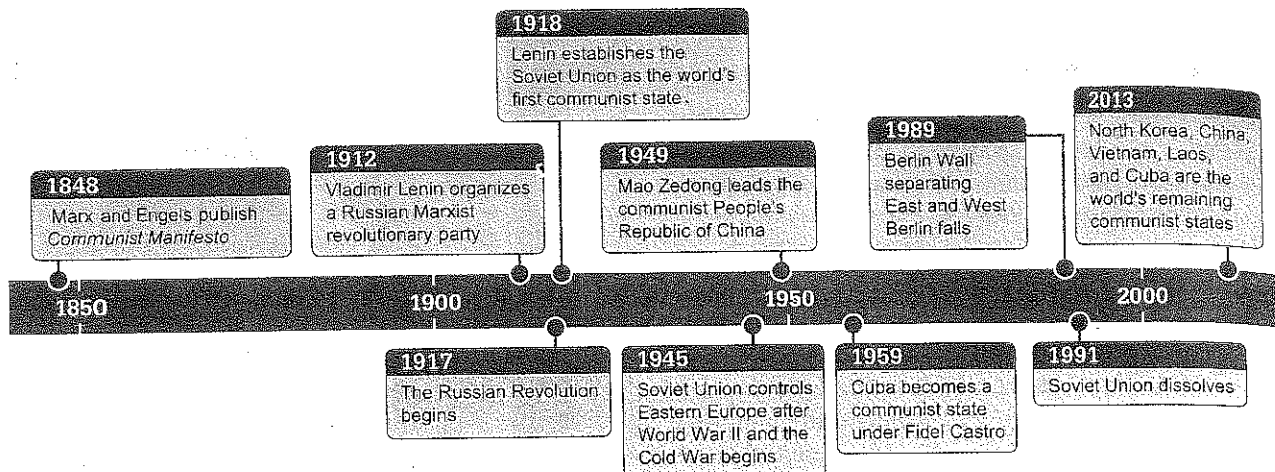 1918
Lenin establishes the
Soviet Union as the world's
first communist state.
2013
North Korea, China,
Vietnam, Laos,
and Cuba are the
world's remaining
communist states
1989
Berlin Wall
separating
East and West
Berlin falls
1912
Vladimir Lenin organizes
a Russian Marxist
revolutionary party
1949
Mao Zedong leads the
communist People's
Republic of China
1848
Marx and Engels publish
Communist Manifesto
1850
1900
1950
2000
1917
The Russian Revolution
begins
1945
Soviet Union controls
Eastern Europe after
World War II and the
Cold War begins
1959
Cuba becomes a
communist state
under Fidel Castro
1991
Soviet Union dissolves